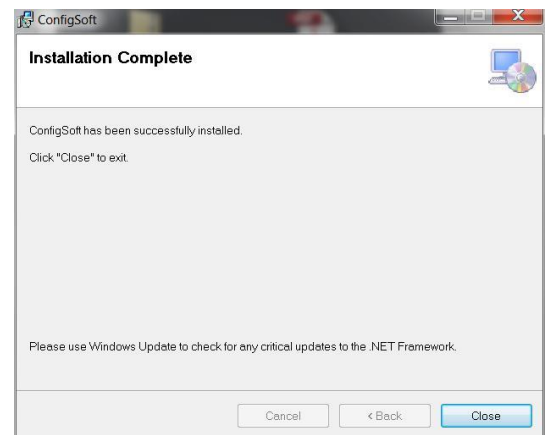 ConfigSoft
Installation Complete
ConfigSoft has been successfully installed.
Click "Close" to exit.
Please use Windows Update to check for any critical updates to the .NET Framework.
Cancel
< Back
Close